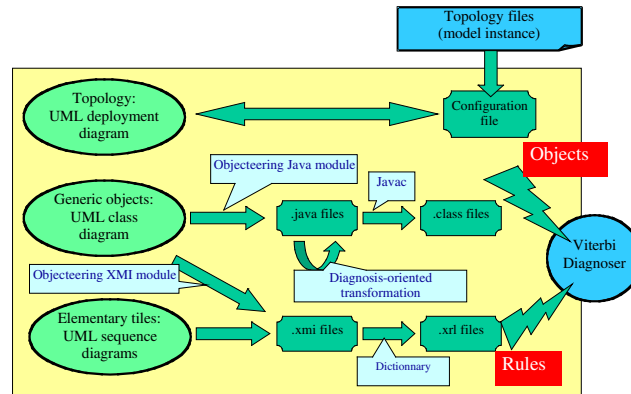 Topology files
(model instance)
Topology:
UML deployment
diagram
Configuration
file
Objects
Objecteering Java module
Javac
Generic objects:
UML class
diagram
.java files
.class files
Viterbi
Diagnoser
Objecteering XMI module
Diagnosis-oriented
transformation
Elementary tiles:
UML sequence
diagrams
.xmi files
.xrl files
Rules
Dictionnary